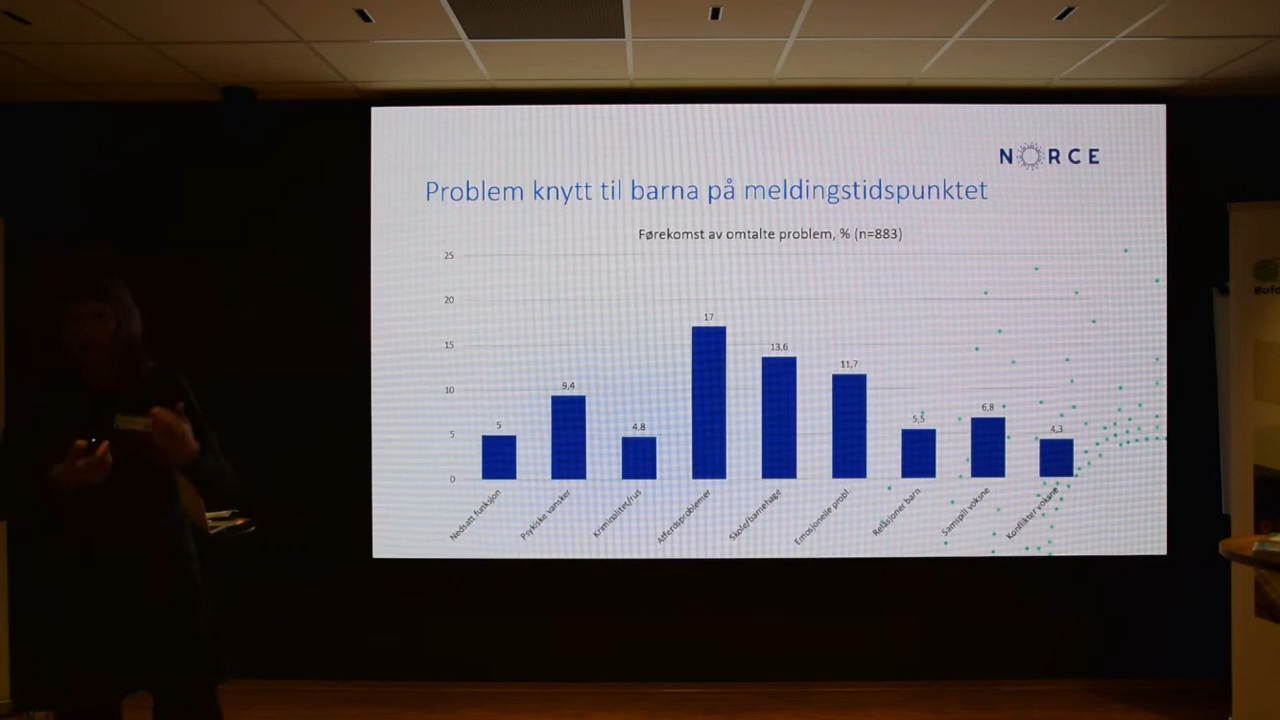 NORCE
Problem knytt til barna på meldingstidspunktet
Førekomst av omtalte problem, % (n=883)
25
20
15
10
5
0
5
9,4
4,8
17
13,6
11,7
5,5
6,8
4,3
Nedsatt funksjon
Psykiske vansker
Kriminalitet/rus
Atferdsproblemer
Skole/barnehage
Emosjonelle probl.
Relasjoner barn
Samspill voksne
Konflikter voksne